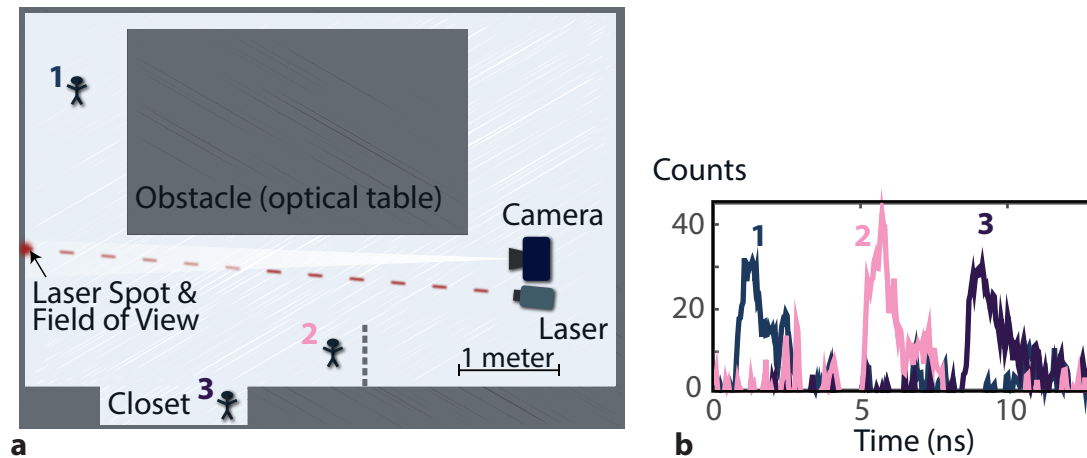 1
Obstacle (optical table)
Camera
Laser Spot &
Field of View
Laser
2
1 meter
Closet
3
a
Counts
40
20
0
1
2
3
0
5
10
Time (ns)
b